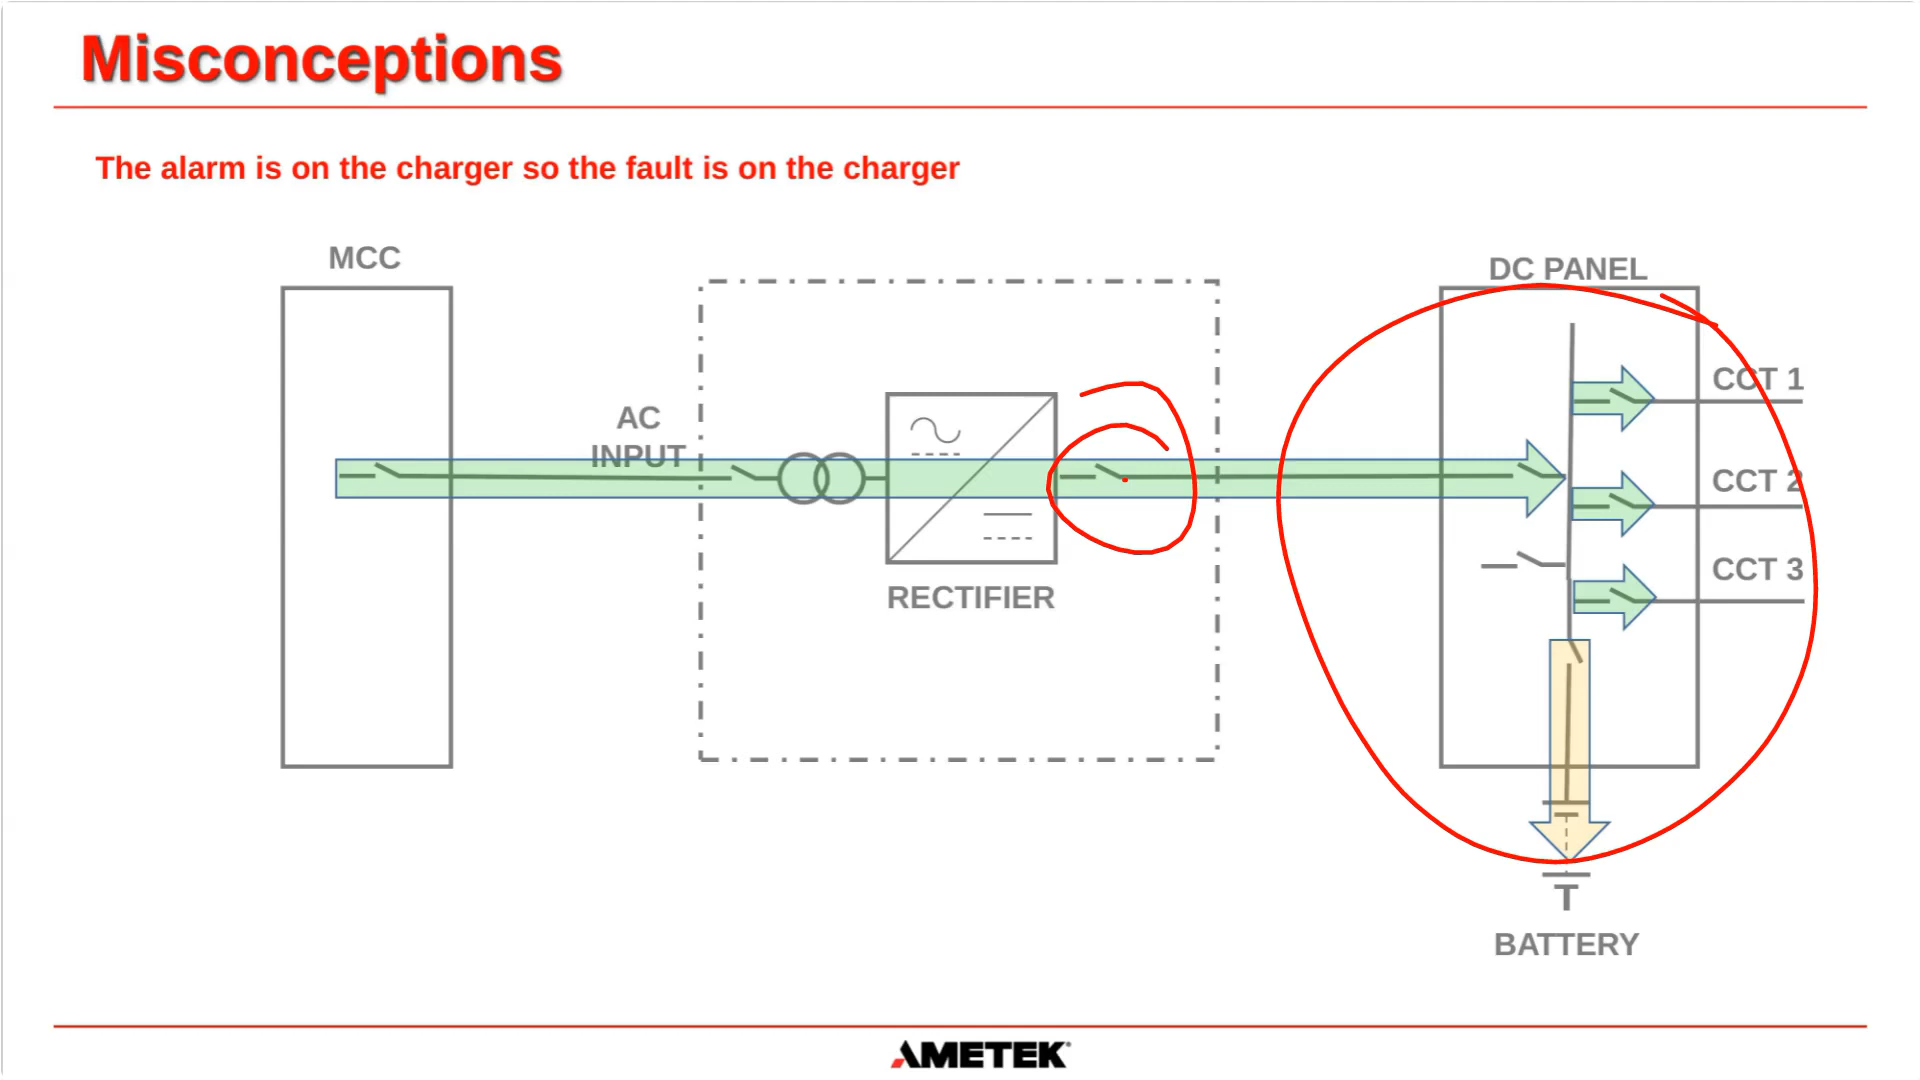 Misconceptions
The alarm is on the charger so the fault is on the charger
MCC
DC PANEL
AC
INPUT
CCT 1
CCT 2
CCT 3
RECTIFIER
BATTERY
AMETEK®